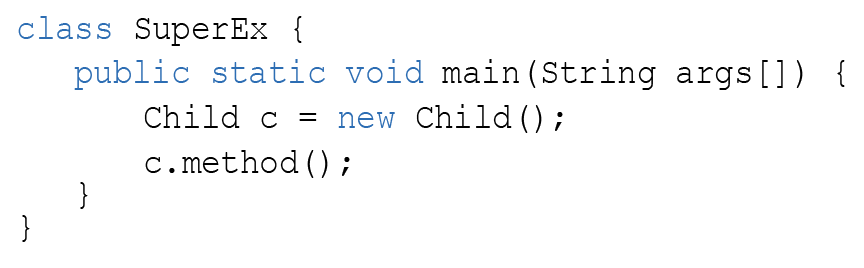 class SuperEx {
public static void main(String args[]) {
Child c = new Child();
c.method();
}
}